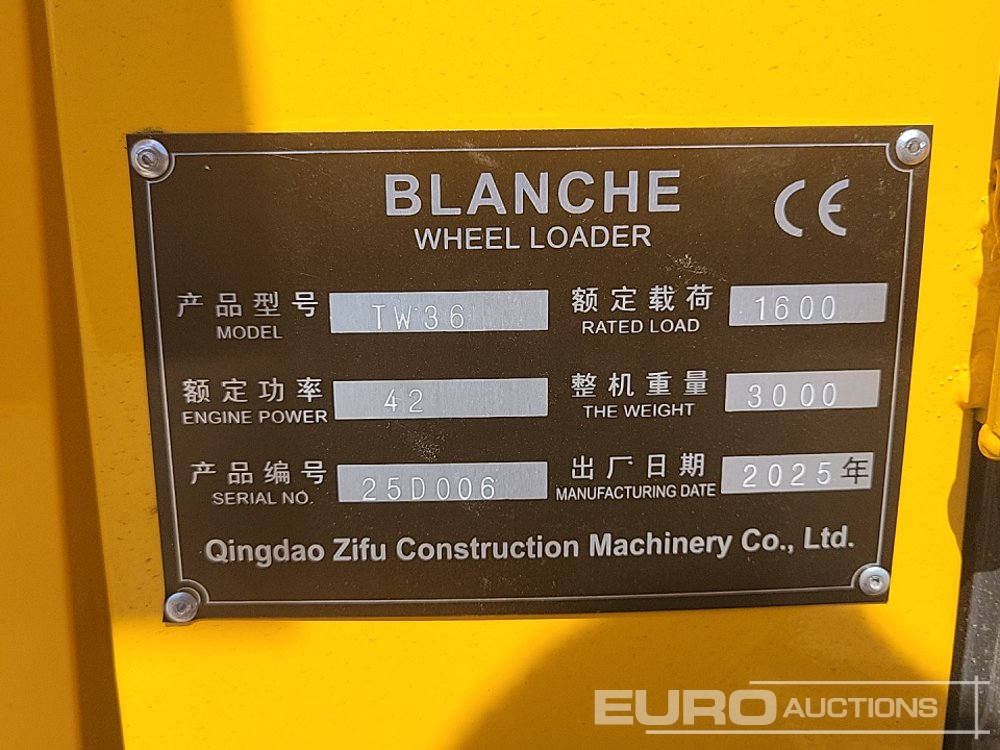 BLANCHE
CE
WHEEL LOADER
产品型号 TW36 额定载荷 1600
MODEL RATED LOAD
额定功率 42 整机重量 3000
ENGINE POWER THE WEIGHT
产品编号 25D006 出厂日期 2025年
SERIAL NO. MANUFACTURING DATE
Qingdao Zifu Construction Machinery Co., Ltd.
EURO AUCTIONS